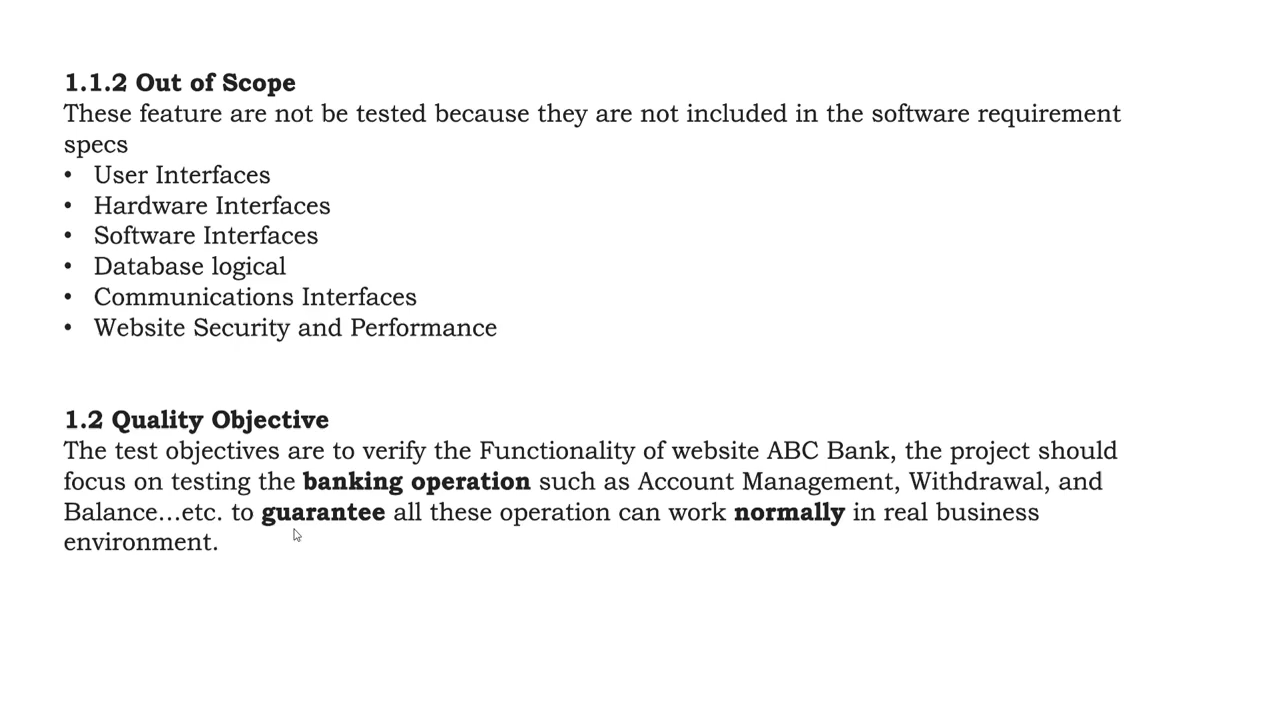 1.1.2 Out of Scope
These feature are not be tested because they are not included in the software requirement
specs
• User Interfaces
• Hardware Interfaces
• Software Interfaces
• Database logical
• Communications Interfaces
• Website Security and Performance
1.2 Quality Objective
The test objectives are to verify the Functionality of website ABC Bank, the project should
focus on testing the banking operation such as Account Management, Withdrawal, and
Balance...etc. to guarantee all these operation can work normally in real business
environment.